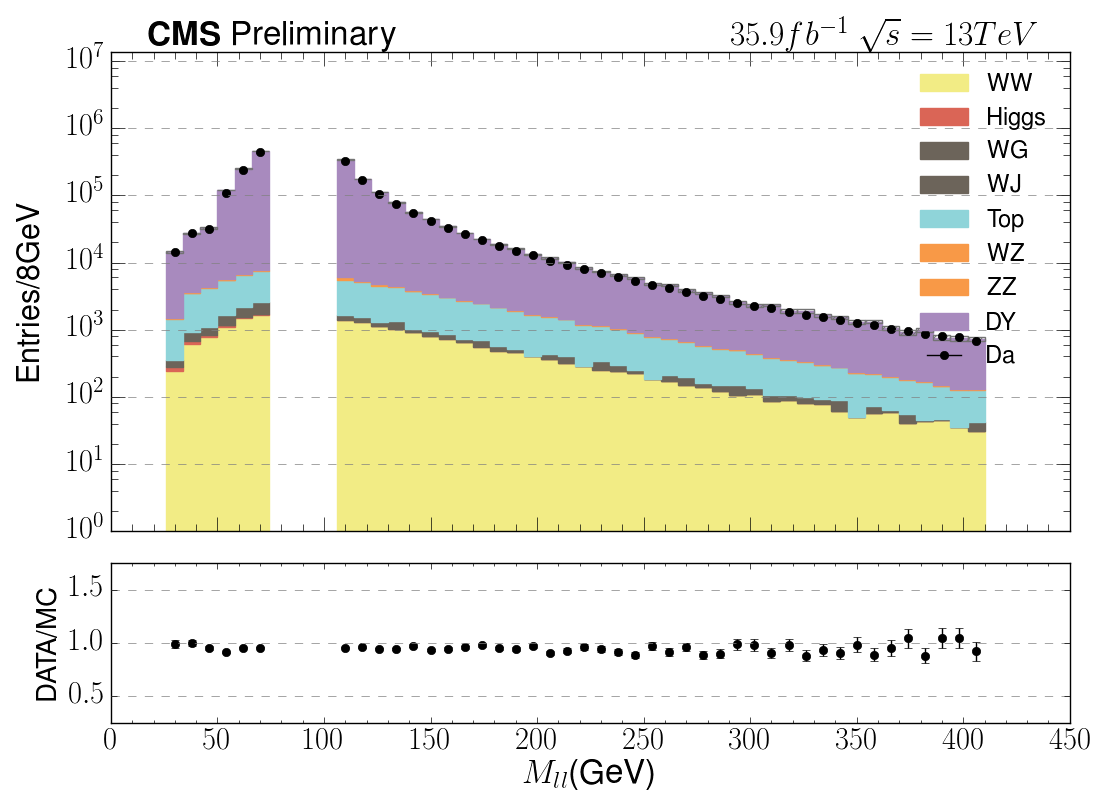 CMS Preliminary
35.9fb⁻¹ √s = 13TeV
Entries/8GeV
10⁷
10⁶
10⁵
10⁴
10³
10²
10¹
10⁰
WW
Higgs
WG
WJ
Top
WZ
ZZ
DY
Da
DATA/MC
1.5
1.0
0.5
0 50 100 150 200 250 300 350 400 450
M_ll(GeV)